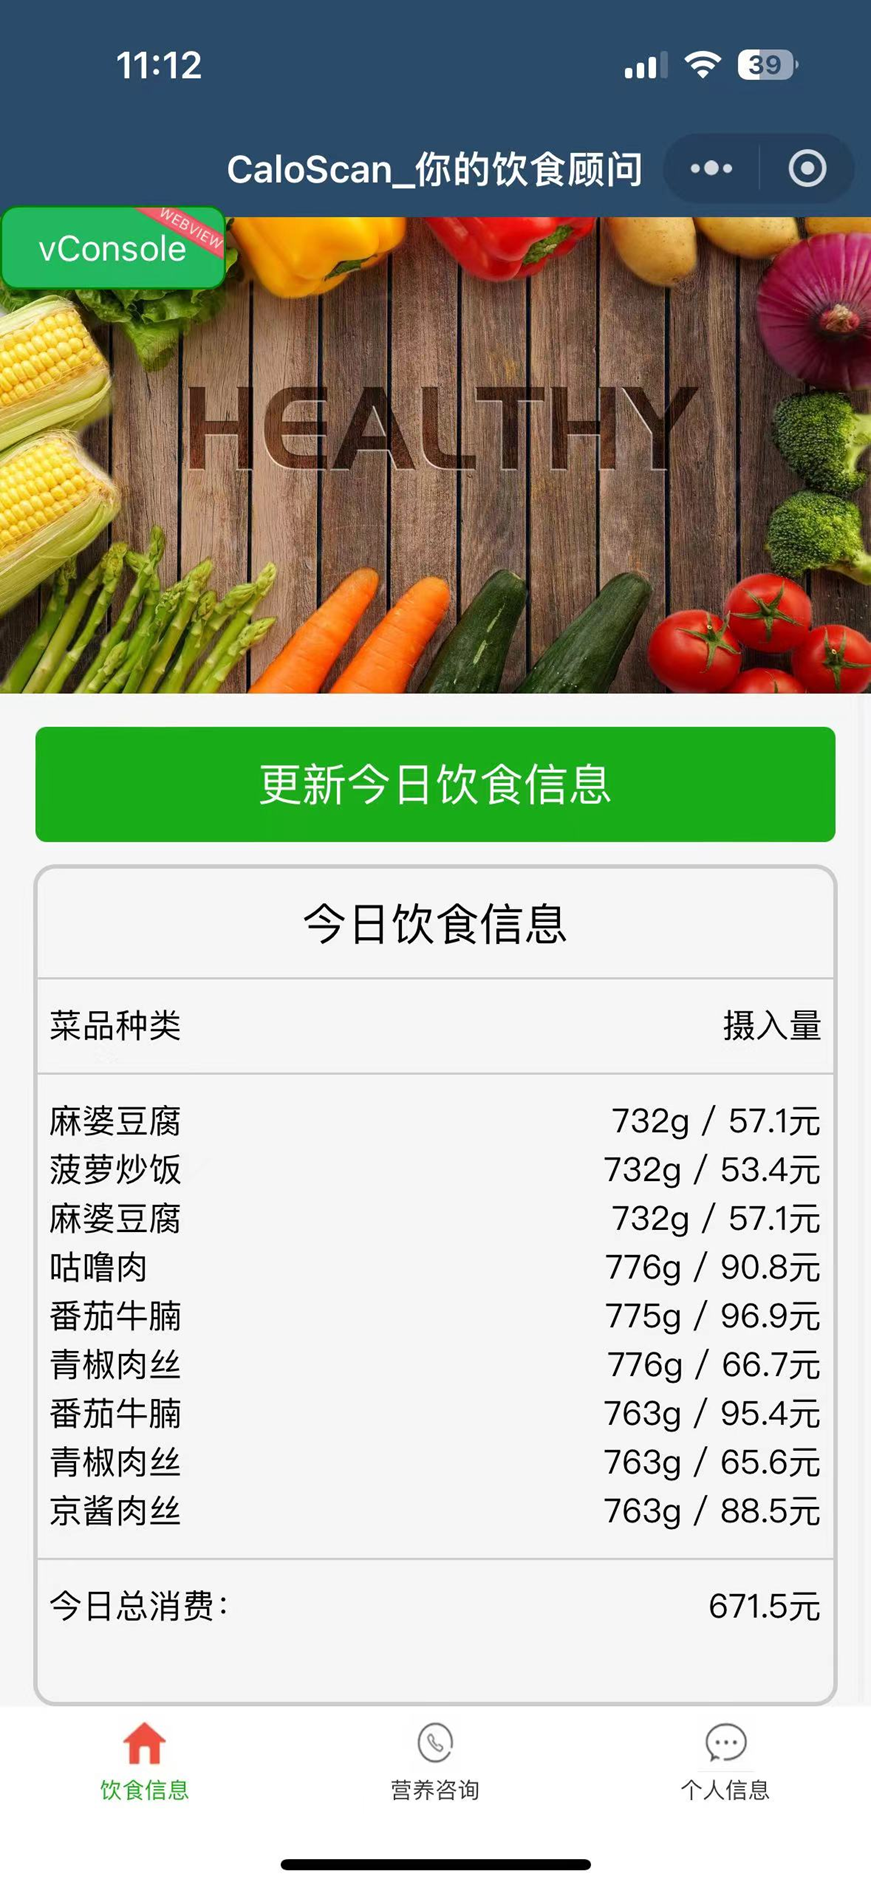 11:12
39
CaloScan_你的饮食顾问
vConsole
WEBVIEW
HEALTHY
更新今日饮食信息
今日饮食信息
菜品种类 摄入量
麻婆豆腐 732g / 57.1元
菠萝炒饭 732g / 53.4元
麻婆豆腐 732g / 57.1元
咕噜肉 776g / 90.8元
番茄牛腩 775g / 96.9元
青椒肉丝 776g / 66.7元
番茄牛腩 763g / 95.4元
青椒肉丝 763g / 65.6元
京酱肉丝 763g / 88.5元
今日总消费： 671.5元
饮食信息 营养咨询 个人信息